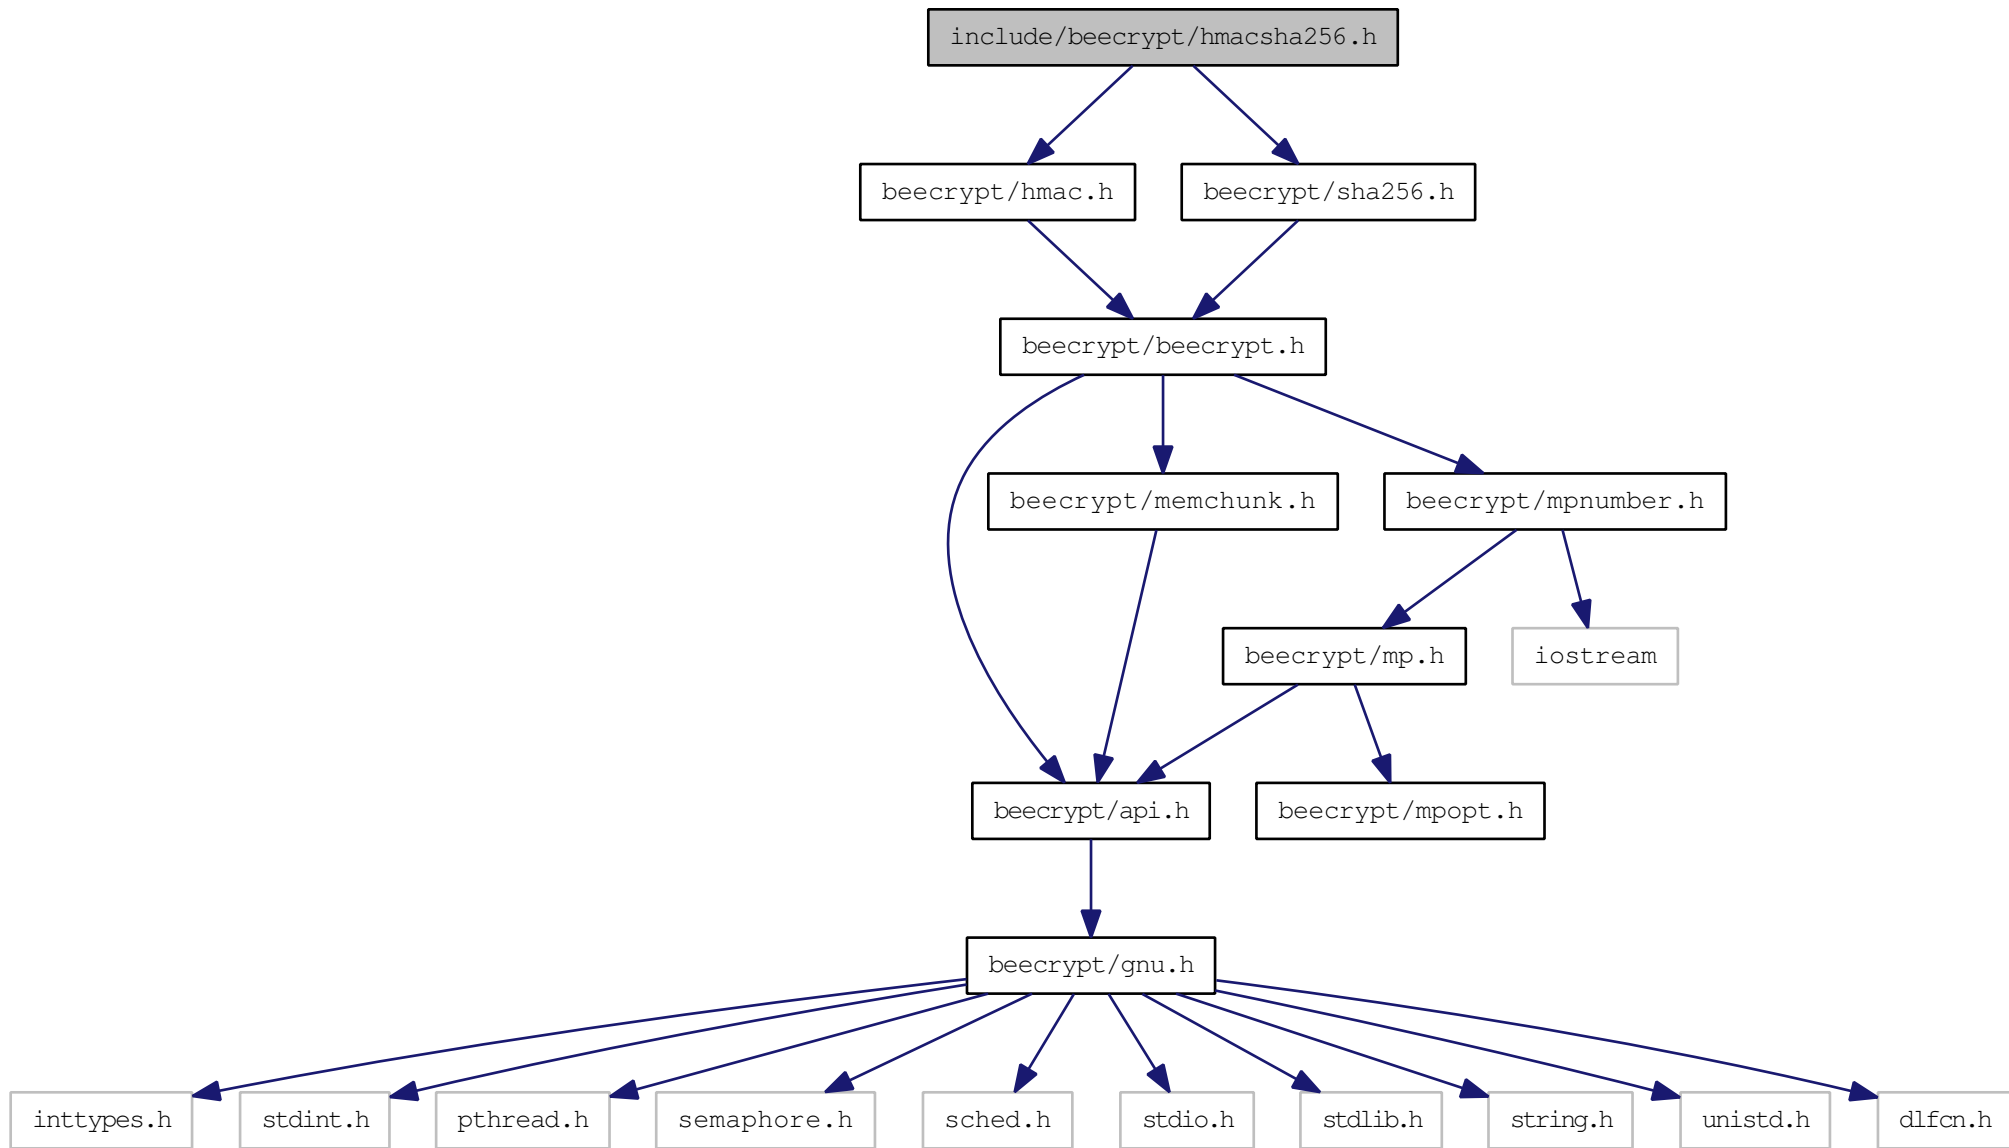 include/beecrypt/hmacsha256.h
beecrypt/hmac.h
beecrypt/sha256.h
beecrypt/beecrypt.h
beecrypt/memchunk.h
beecrypt/mpnumber.h
beecrypt/mp.h
iostream
beecrypt/api.h
beecrypt/mpopt.h
beecrypt/gnu.h
inttypes.h
stdint.h
pthread.h
semaphore.h
sched.h
stdio.h
stdlib.h
string.h
unistd.h
dlfcn.h